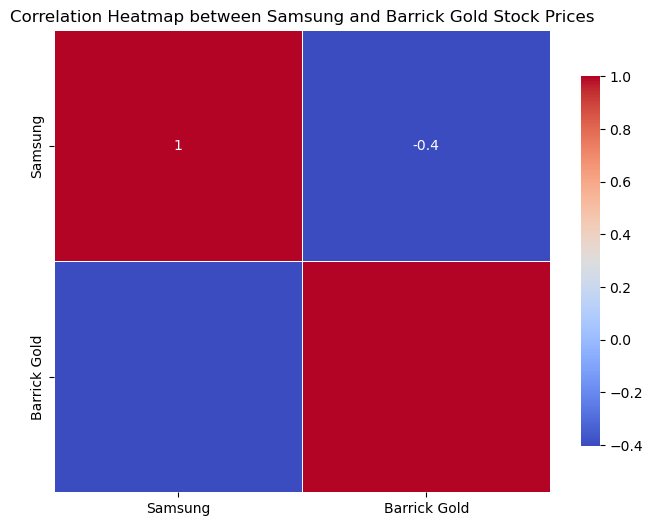 Correlation Heatmap between Samsung and Barrick Gold Stock Prices
Samsung
Barrick Gold
1
-0.4
Samsung
Barrick Gold
1.0
0.8
0.6
0.4
0.2
0.0
−0.2
−0.4